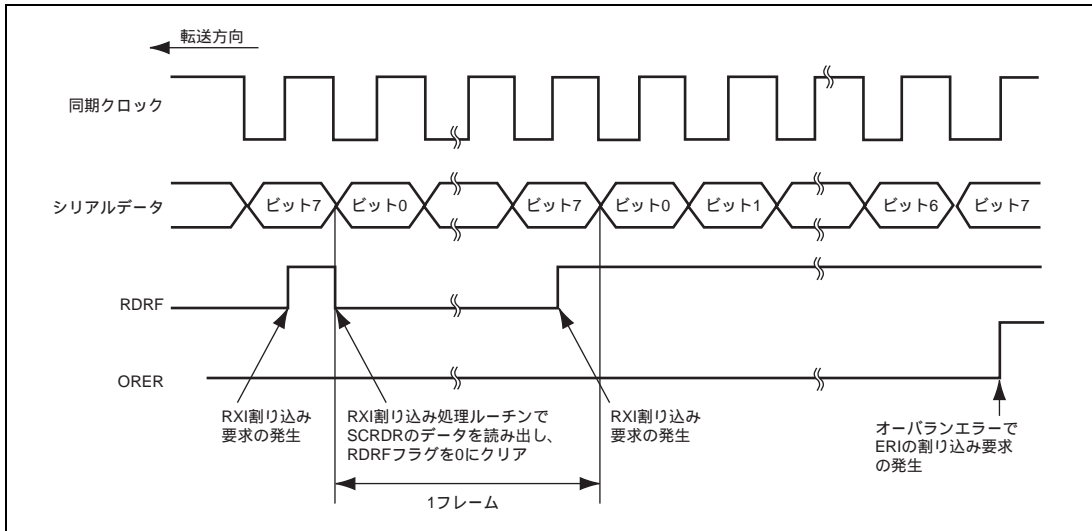 転送方向
同期クロック
シリアルデータ
ビット7
ビット0
ビット7
ビット0
ビット1
ビット6
ビット7
RDRF
ORER
RXI割り込み
要求の発生
RXI割り込み処理ルーチンで
SCRDRのデータを読み出し、
RDRFフラグを0にクリア
RXI割り込み
要求の発生
オーバランエラーで
ERIの割り込み要求
の発生
1フレーム